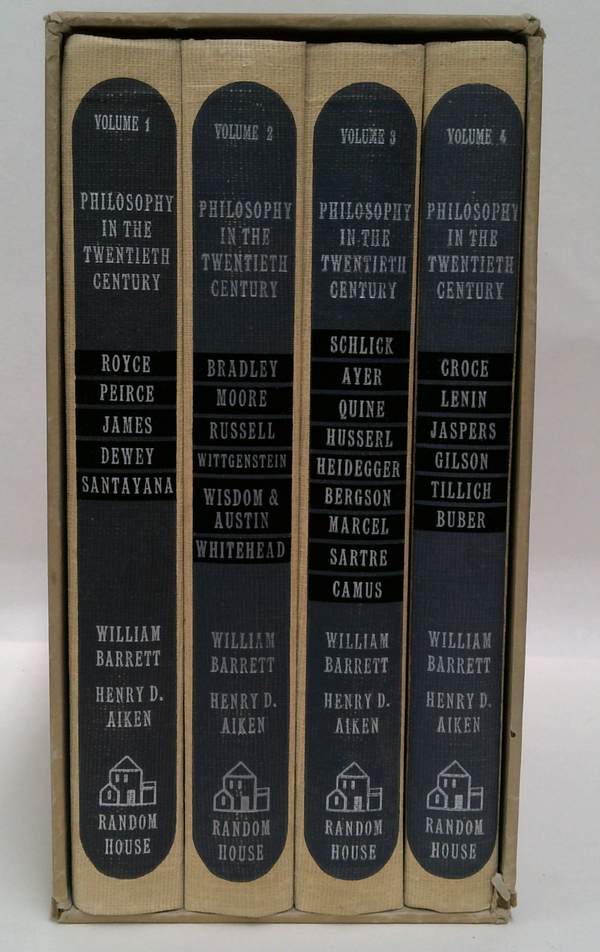 VOLUME 1
PHILOSOPHY
IN THE
TWENTIETH
CENTURY
ROYCE
PEIRCE
JAMES
DEWEY
SANTAYANA
WILLIAM
BARRETT
HENRY D.
AIKEN
RANDOM
HOUSE
VOLUME 2
PHILOSOPHY
IN THE
TWENTIETH
CENTURY
BRADLEY
MOORE
RUSSELL
WITTGENSTEIN
WISDOM &
AUSTIN
WHITEHEAD
WILLIAM
BARRETT
HENRY D.
AIKEN
RANDOM
HOUSE
VOLUME 3
PHILOSOPHY
IN THE
TWENTIETH
CENTURY
SCHLICK
AYER
QUINE
HUSSERL
HEIDEGGER
BERGSON
MARCEL
SARTRE
CAMUS
WILLIAM
BARRETT
HENRY D.
AIKEN
RANDOM
HOUSE
VOLUME 4
PHILOSOPHY
IN THE
TWENTIETH
CENTURY
CROCE
LENIN
JASPERS
GILSON
TILLICH
BUBER
WILLIAM
BARRETT
HENRY D.
AIKEN
RANDOM
HOUSE